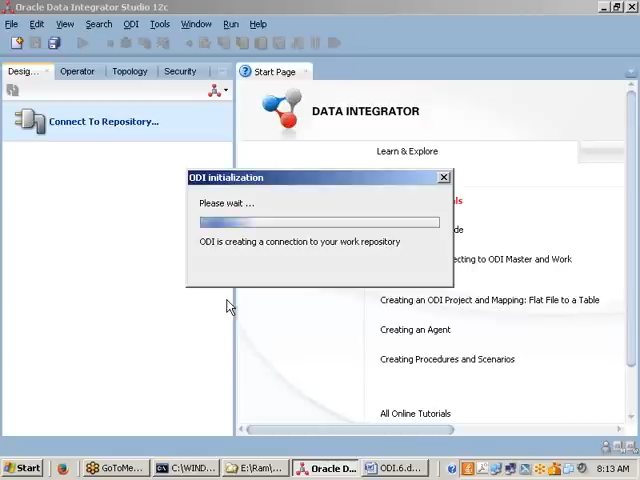 Oracle Data Integrator Studio 12c
File Edit View Search ODI Tools Window Run Help
Desig... Operator Topology Security
Start Page
Connect To Repository...
DATA INTEGRATOR
Learn & Explore
ODI initialization
Please wait ...
ODI is creating a connection to your work repository
ls
de
ecting to ODI Master and Work
Creating an ODI Project and Mapping: Flat File to a Table
Creating an Agent
Creating Procedures and Scenarios
All Online Tutorials
Start GoToMe... C:\WIND... E:\Ram/... Oracle D... ODI.6.d... 8:13 AM